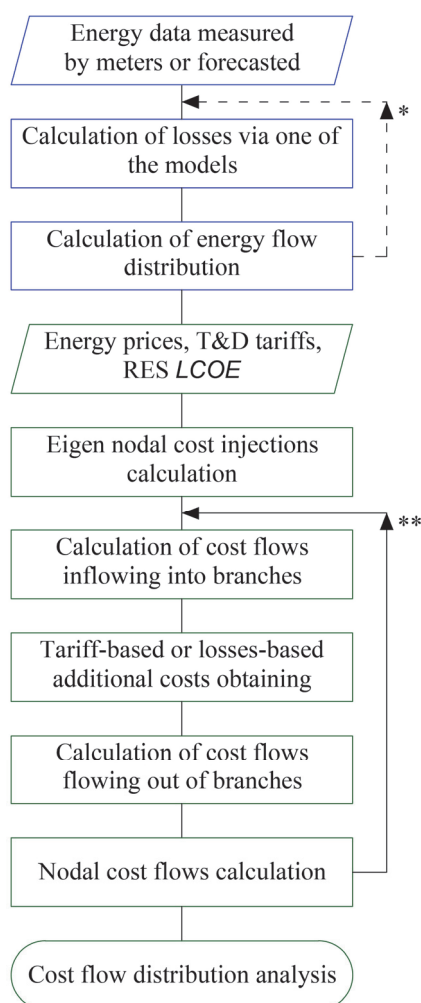 Energy data measured
by meters or forecasted
*
Calculation of losses via one of
the models
Calculation of energy flow
distribution
Energy prices, T&D tariffs,
RES LCOE
Eigen nodal cost injections
calculation
**
Calculation of cost flows
inflowing into branches
Tariff-based or losses-based
additional costs obtaining
Calculation of cost flows
flowing out of branches
Nodal cost flows calculation
Cost flow distribution analysis